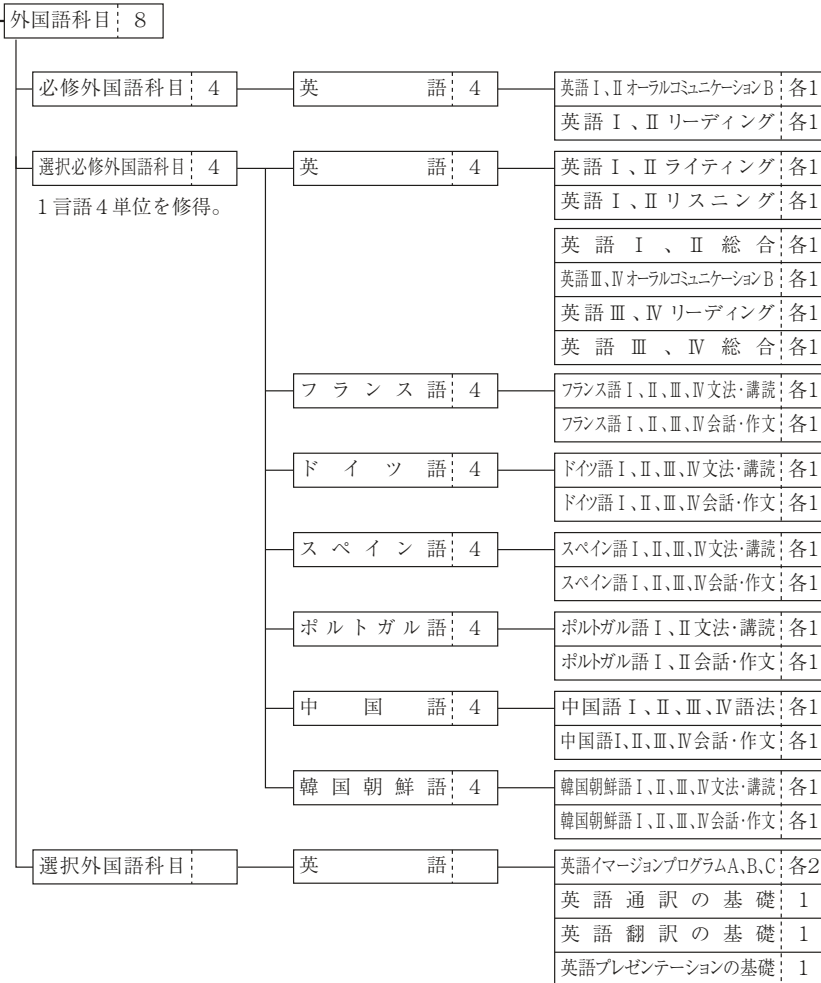 外国語科目 8
必修外国語科目 4 英語 4 英語Ⅰ、ⅡオーラルコミュニケーションB 各1
英語Ⅰ、Ⅱリーディング 各1
選択必修外国語科目 4 英語 4 英語Ⅰ、Ⅱライティング 各1
1言語4単位を修得。 英語Ⅰ、Ⅱリスニング 各1
英語Ⅰ、Ⅱ総合 各1
英語Ⅲ、Ⅳオーラルコミュニケーション B 各1
英語Ⅲ、Ⅳリーディング 各1
英語Ⅲ、Ⅳ総合 各1
フランス語 4 フランス語Ⅰ、Ⅱ、Ⅲ、Ⅳ文法・講読 各1
フランス語Ⅰ、Ⅱ、Ⅲ、Ⅳ会話・作文 各1
ドイツ語 4 ドイツ語Ⅰ、Ⅱ、Ⅲ、Ⅳ文法・講読 各1
ドイツ語Ⅰ、Ⅱ、Ⅲ、Ⅳ会話・作文 各1
スペイン語 4 スペイン語Ⅰ、Ⅱ、Ⅲ、Ⅳ文法・講読 各1
スペイン語Ⅰ、Ⅱ、Ⅲ、Ⅳ会話・作文 各1
ポルトガル語 4 ポルトガル語Ⅰ、Ⅱ文法・講読 各1
ポルトガル語Ⅰ、Ⅱ会話・作文 各1
中国語 4 中国語Ⅰ、Ⅱ、Ⅲ、Ⅳ語法 各1
中国語Ⅰ、Ⅱ、Ⅲ、Ⅳ会話・作文 各1
韓国朝鮮語 4 韓国朝鮮語Ⅰ、Ⅱ、Ⅲ、Ⅳ文法・講読 各1
韓国朝鮮語Ⅰ、Ⅱ、Ⅲ、Ⅳ会話・作文 各1
選択外国語科目 英語 英語イマージョンプログラムA、B、C 各2
英語通訳の基礎 1
英語翻訳の基礎 1
英語プレゼンテーションの基礎 1